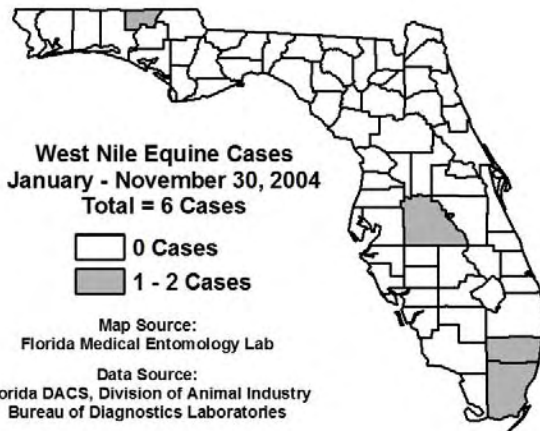 West Nile Equine Cases
January - November 30, 2004
Total = 6 Cases
0 Cases
1 - 2 Cases
Map Source:
Florida Medical Entomology Lab
Data Source:
orida DACS, Division of Animal Industry
Bureau of Diagnostics Laboratories